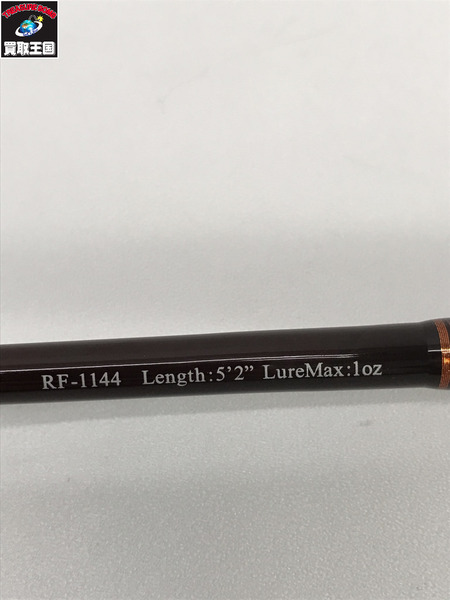 買取王国
RF-1144 Length:5'2” LureMax:1oz